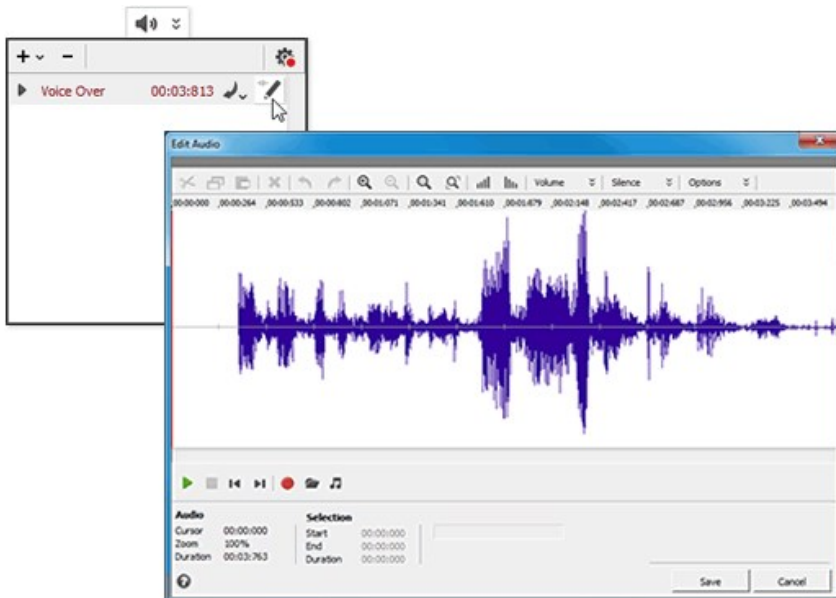 Voice Over 00:03:813
Edit Audio
Volume Silence Options
00:00:000 00:00:264 00:00:533 00:00:802 00:01:071 00:01:341 00:01:610 00:01:879 00:02:148 00:02:417 00:02:687 00:02:956 00:03:225 00:03:494
Audio
Cursor 00:00:000
Zoom 100%
Duration 00:03:763
Selection
Start 00:00:000
End 00:00:000
Duration 00:00:000
Save Cancel